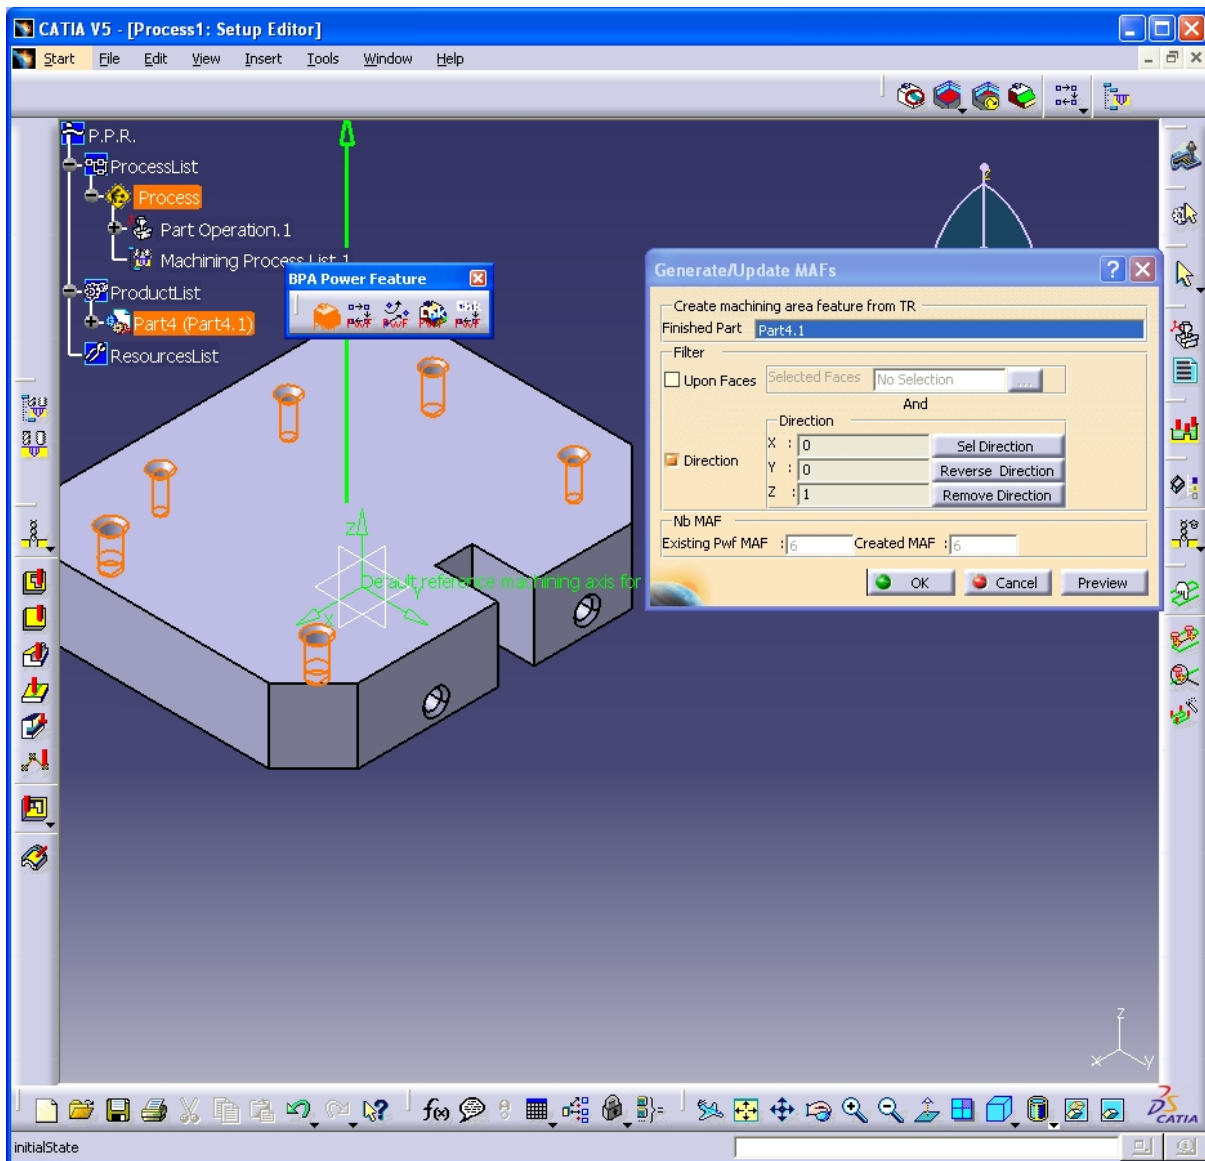 CATIA V5 - [Process1: Setup Editor]
Start File Edit View Insert Tools Window Help
P.P.R.
ProcessList
Process
Part Operation.1
Machining Process List.1
ProductList
Part4 (Part4.1)
ResourcesList
BPA Power Feature
Generate/Update MAFs
Create machining area feature from TR
Finished Part Part4.1
Filter
Upon Faces Selected Faces No Selection ...
And
Direction
Direction
X : 0 Sel Direction
Y : 0 Reverse Direction
Z : 1 Remove Direction
Nb MAF
Existing Pwf MAF : 6 Created MAF : 6
OK Cancel Preview
z
Default reference machining axis for
Y
x
z
x y
f(x)
CATIA
initialState